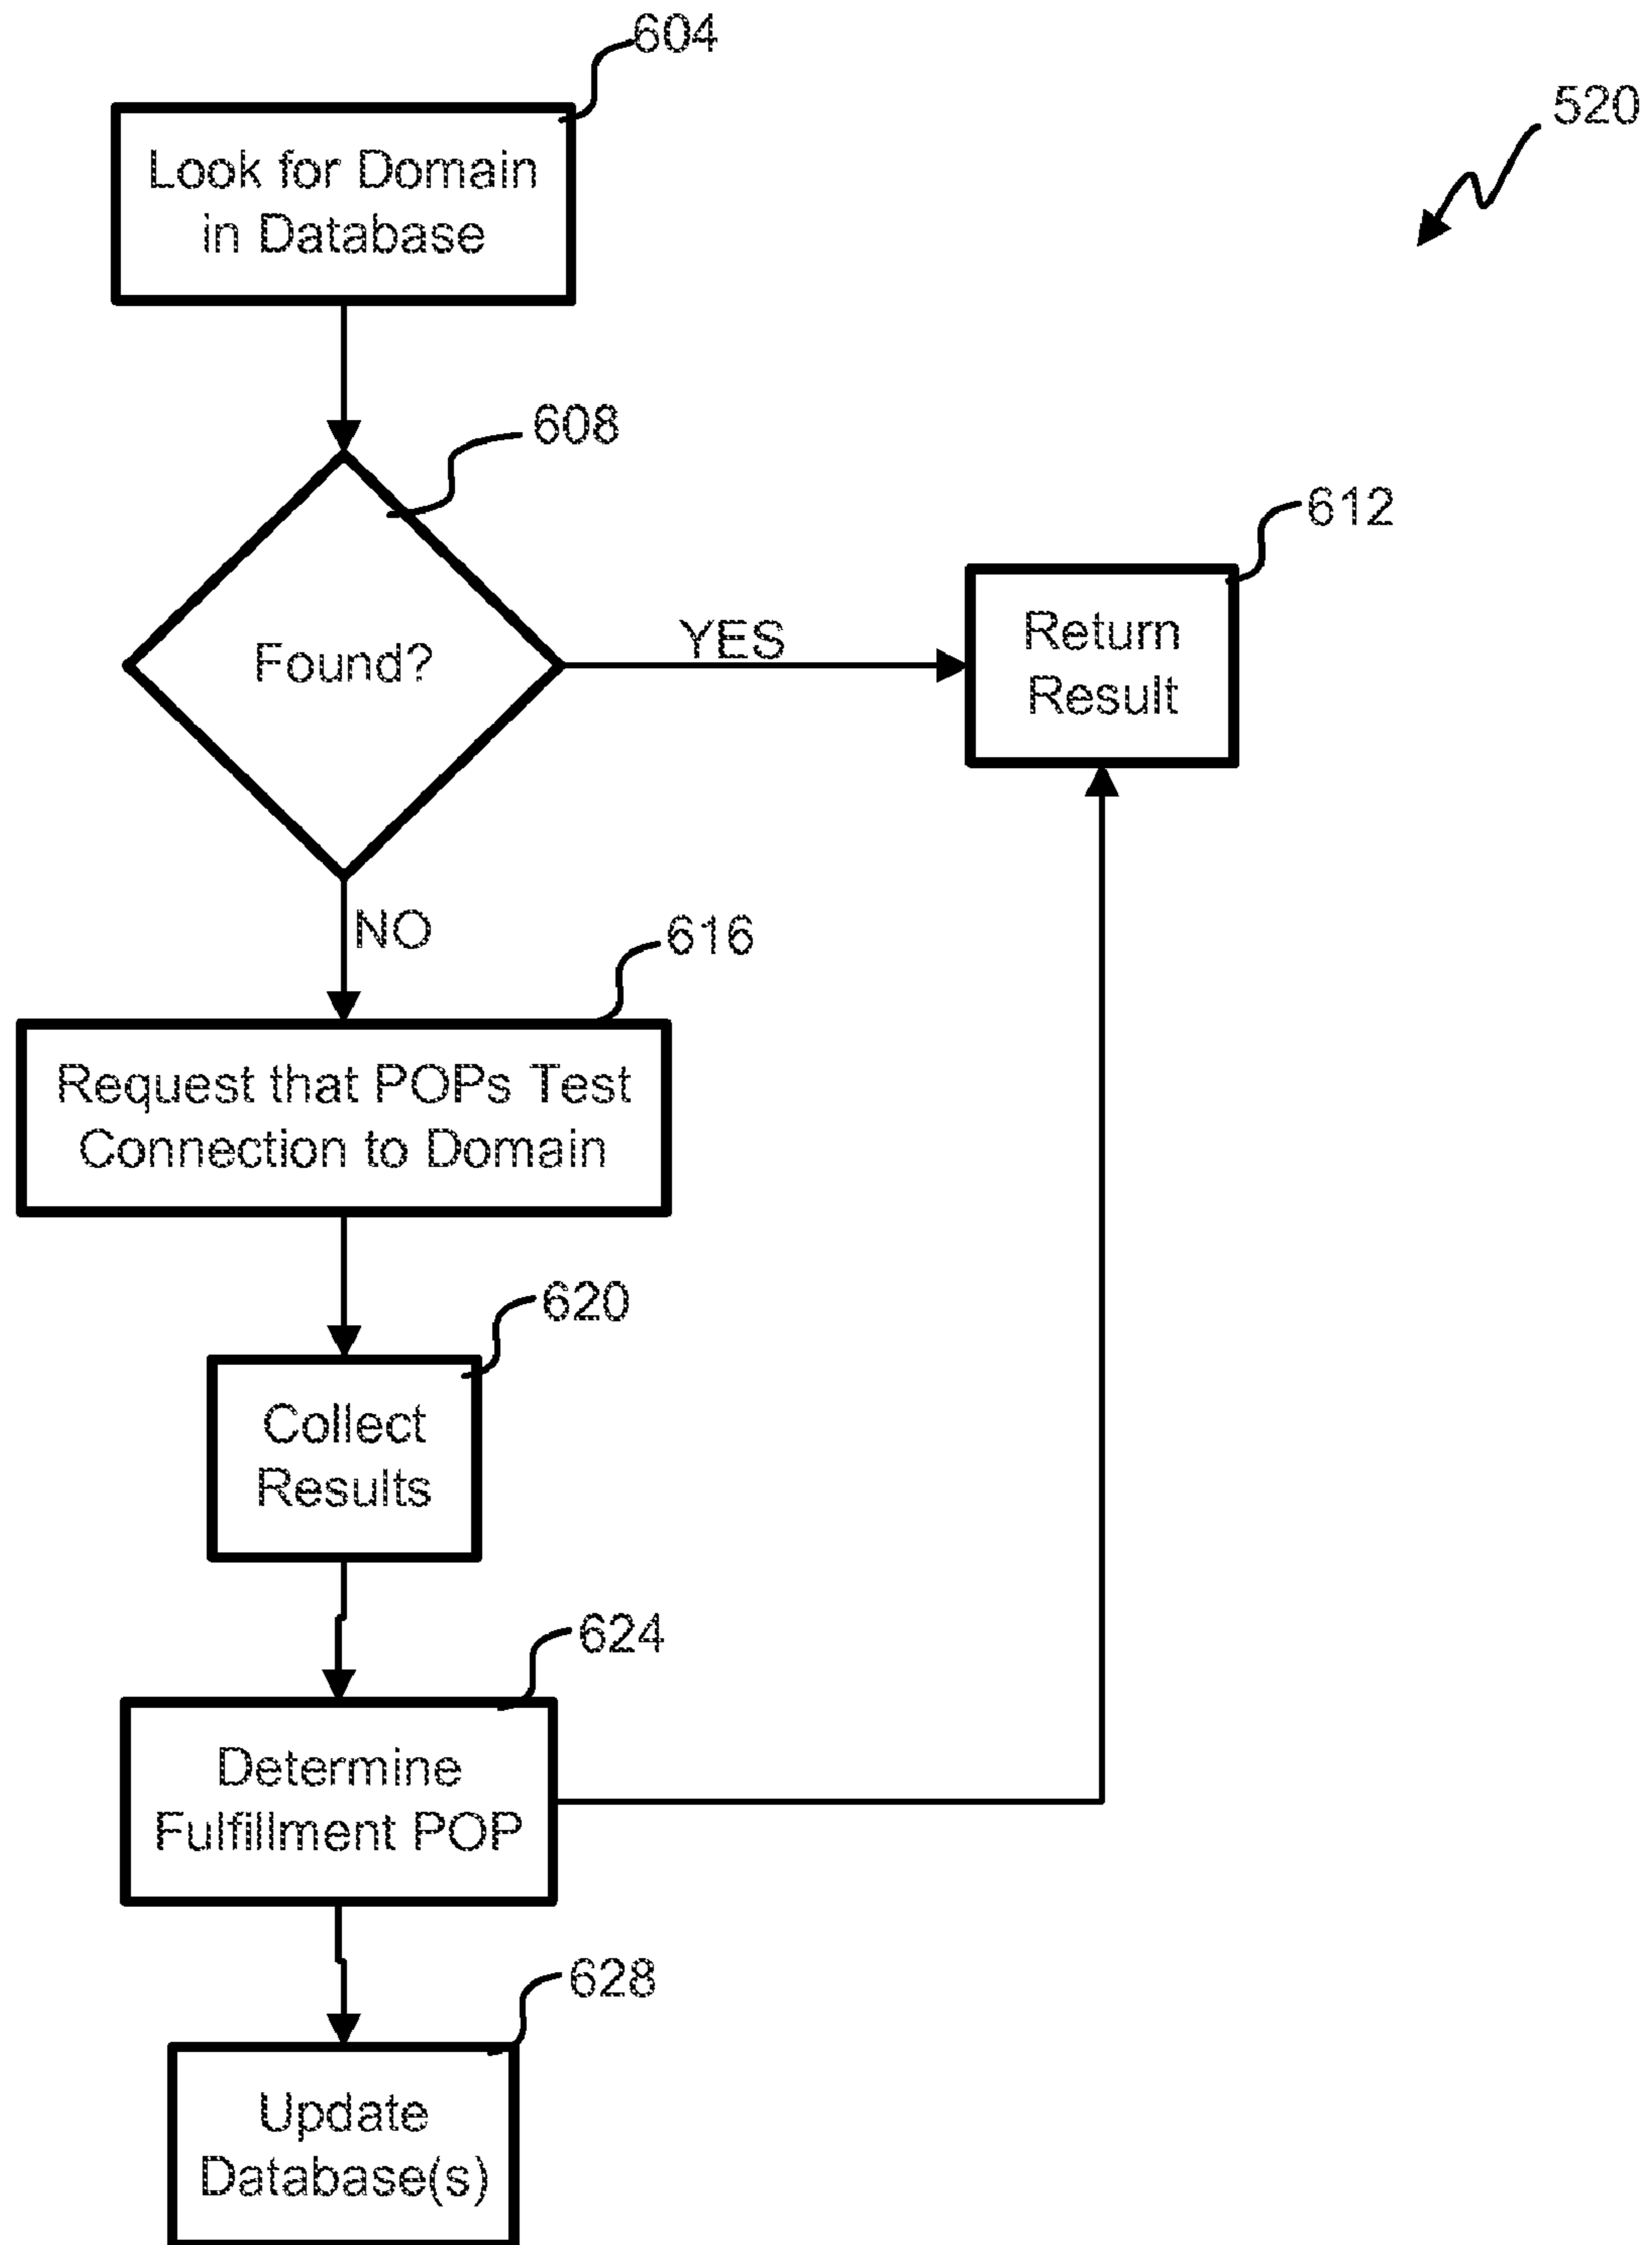 604
520
Look for Domain
in Database
608
612
Found?
YES
Return
Result
NO
616
Request that POPs Test
Connection to Domain
620
Collect
Results
624
Determine
Fulfillment POP
628
Update
Database(s)